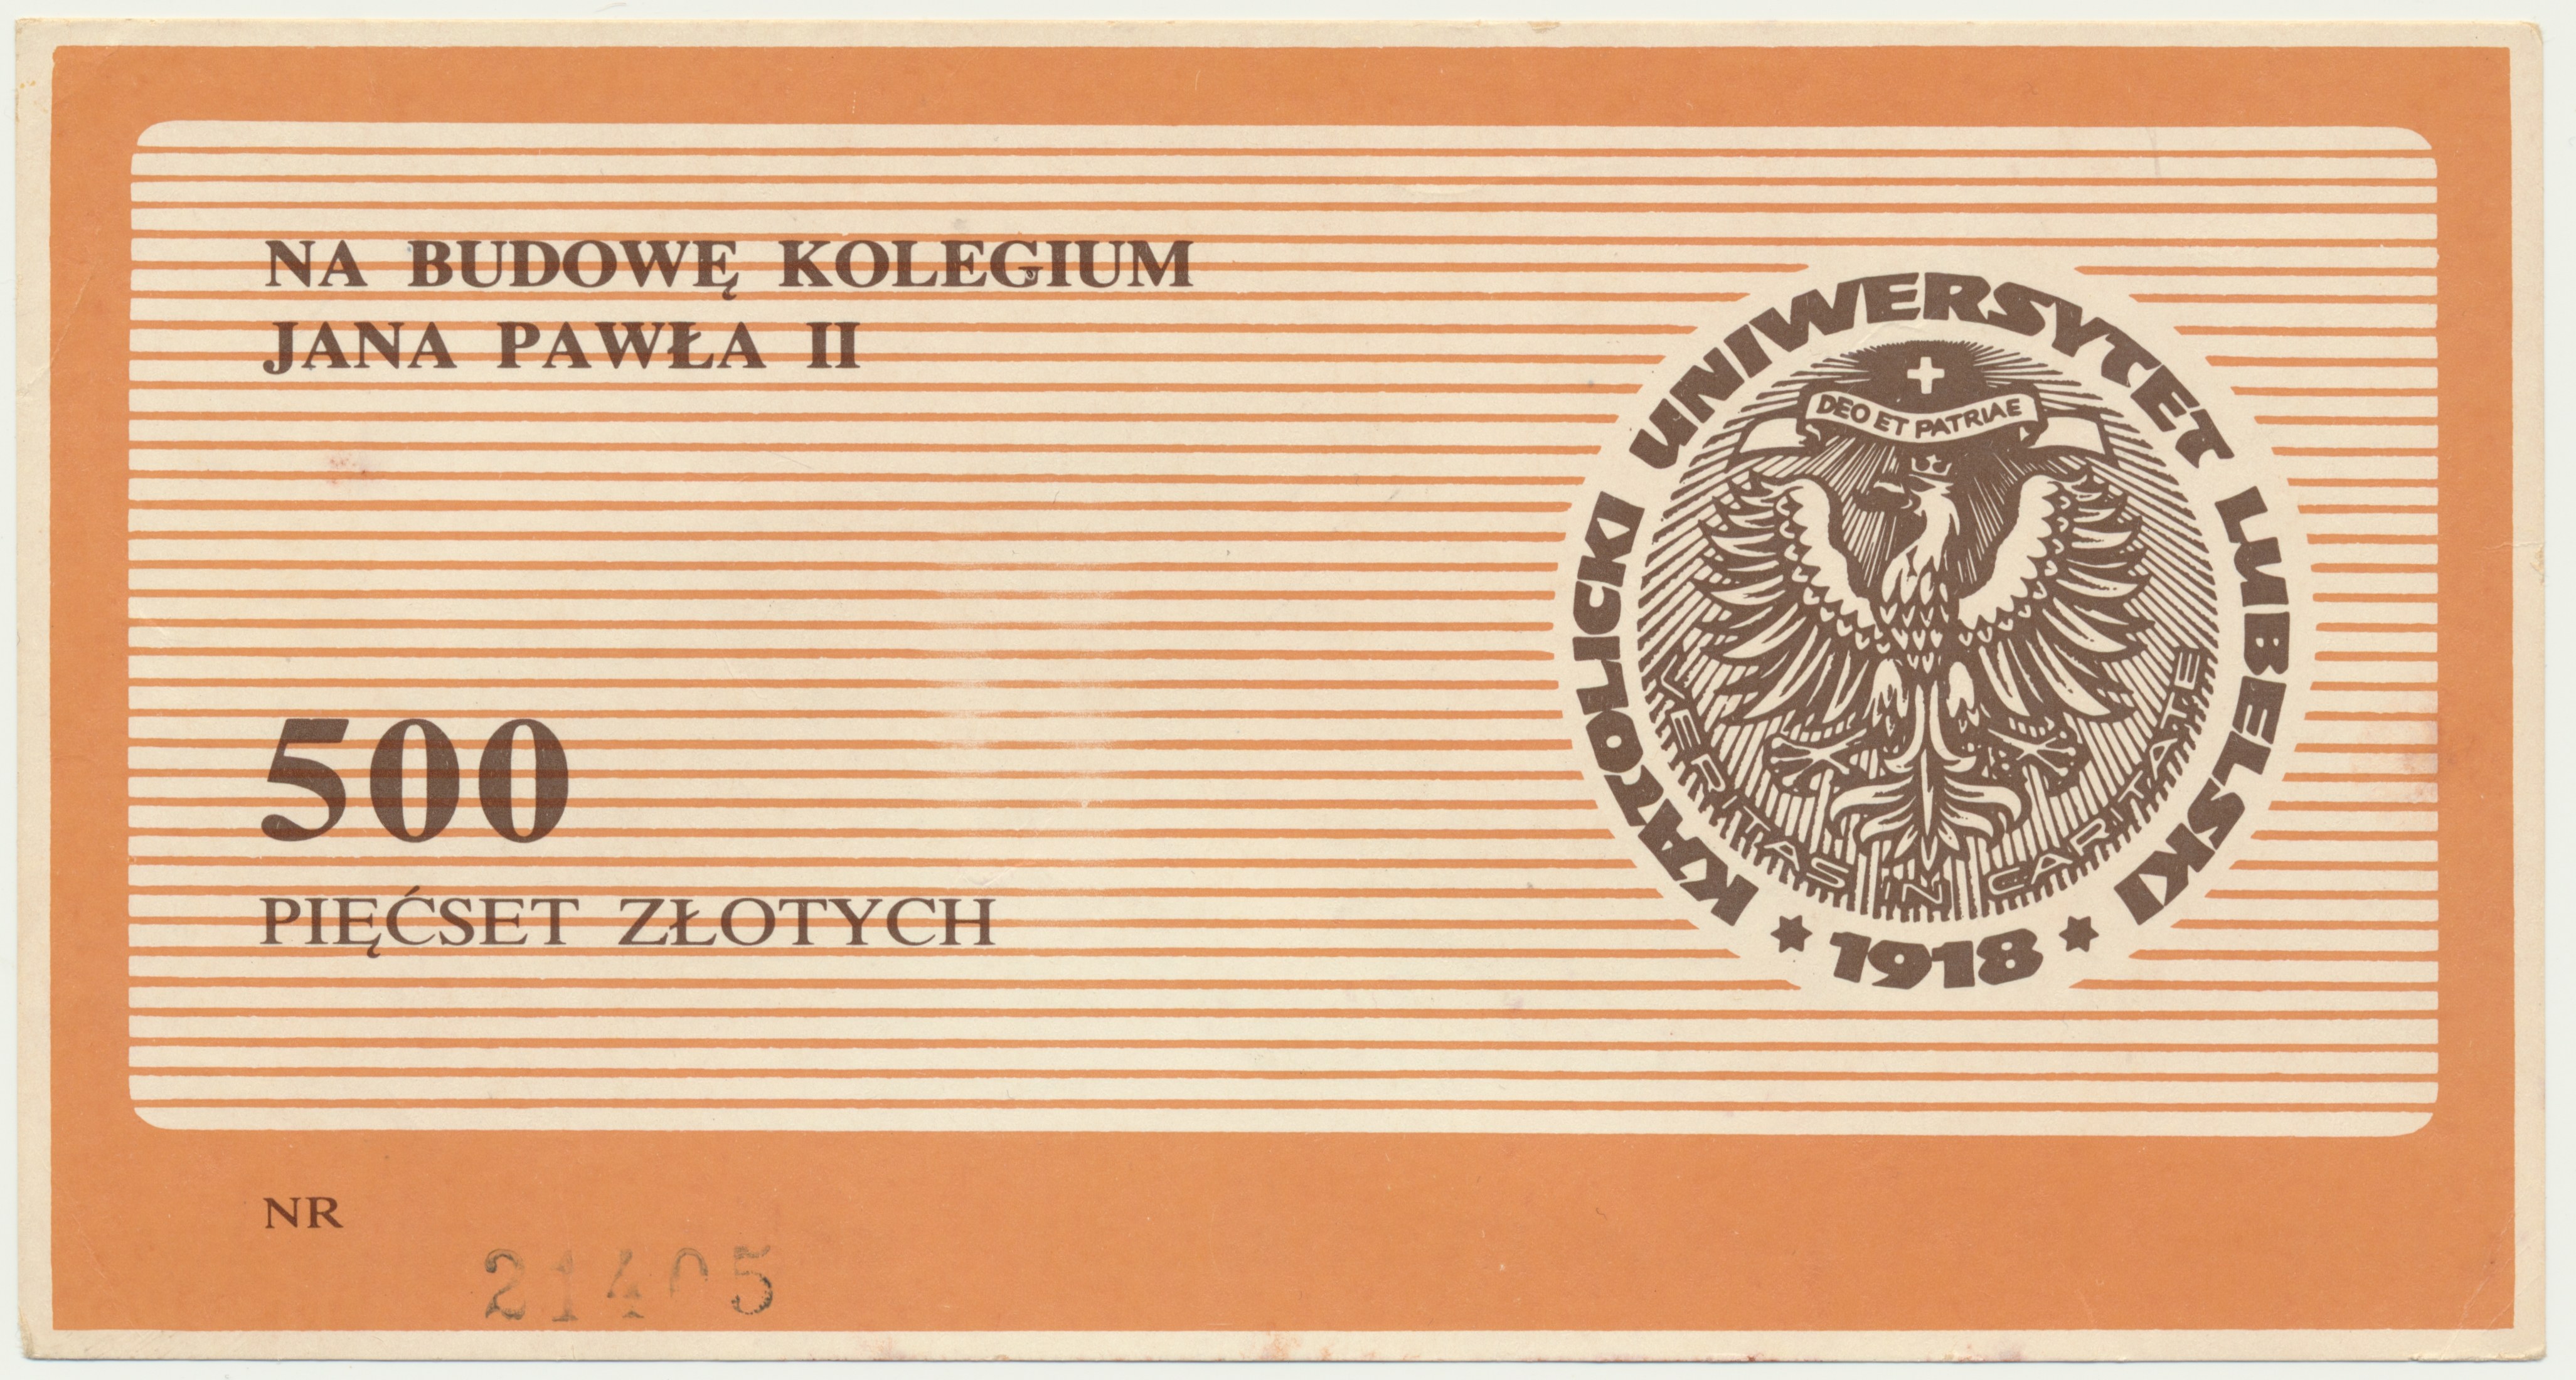 NA BUDOWĘ KOLEGIUM
JANA PAWŁA II
500
PIĘĆSET ZŁOTYCH
KATOLICKI UNIWERSYTET LUBELSKI
* 1918 *
DEO ET PATRIAE
VERITAS IN CARITATE
NR
21405